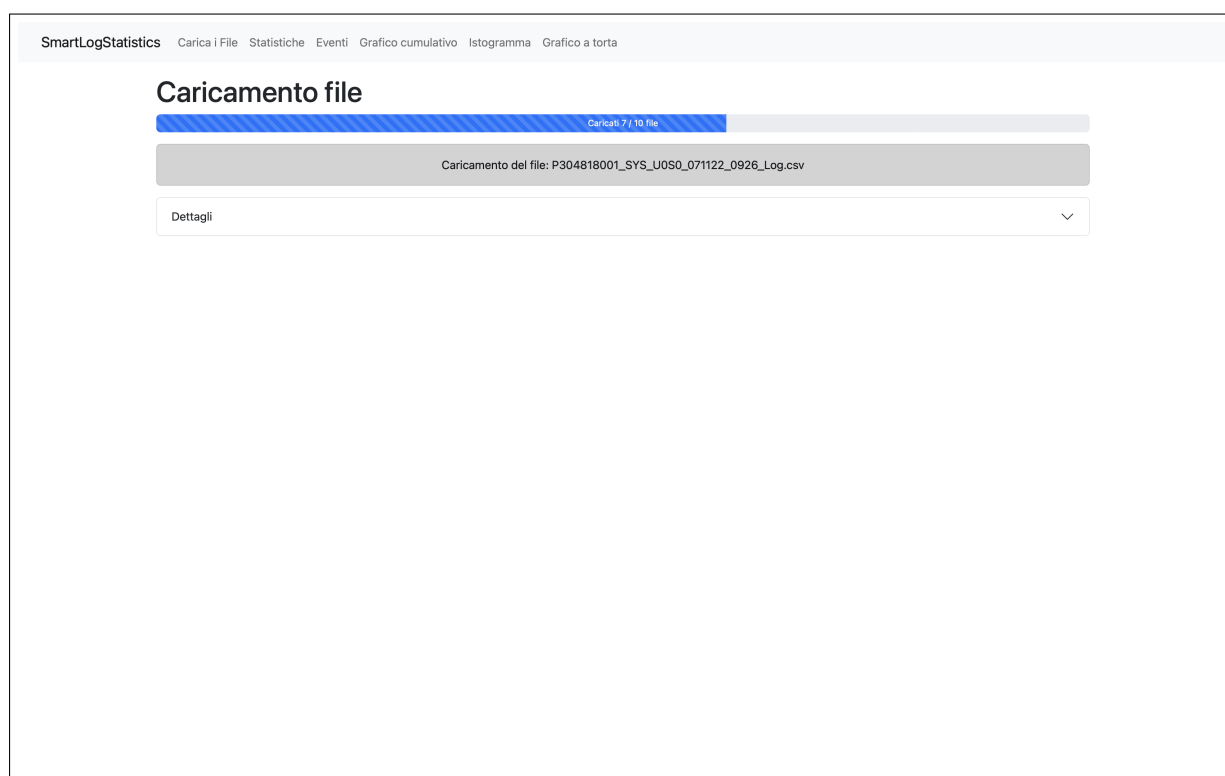 SmartLogStatistics Carica i File Statistiche Eventi Grafico cumulativo Istogramma Grafico a torta
Caricamento file
Caricati 7 / 10 file
Caricamento del file: P304818001_SYS_U0S0_071122_0926_Log.csv
Dettagli